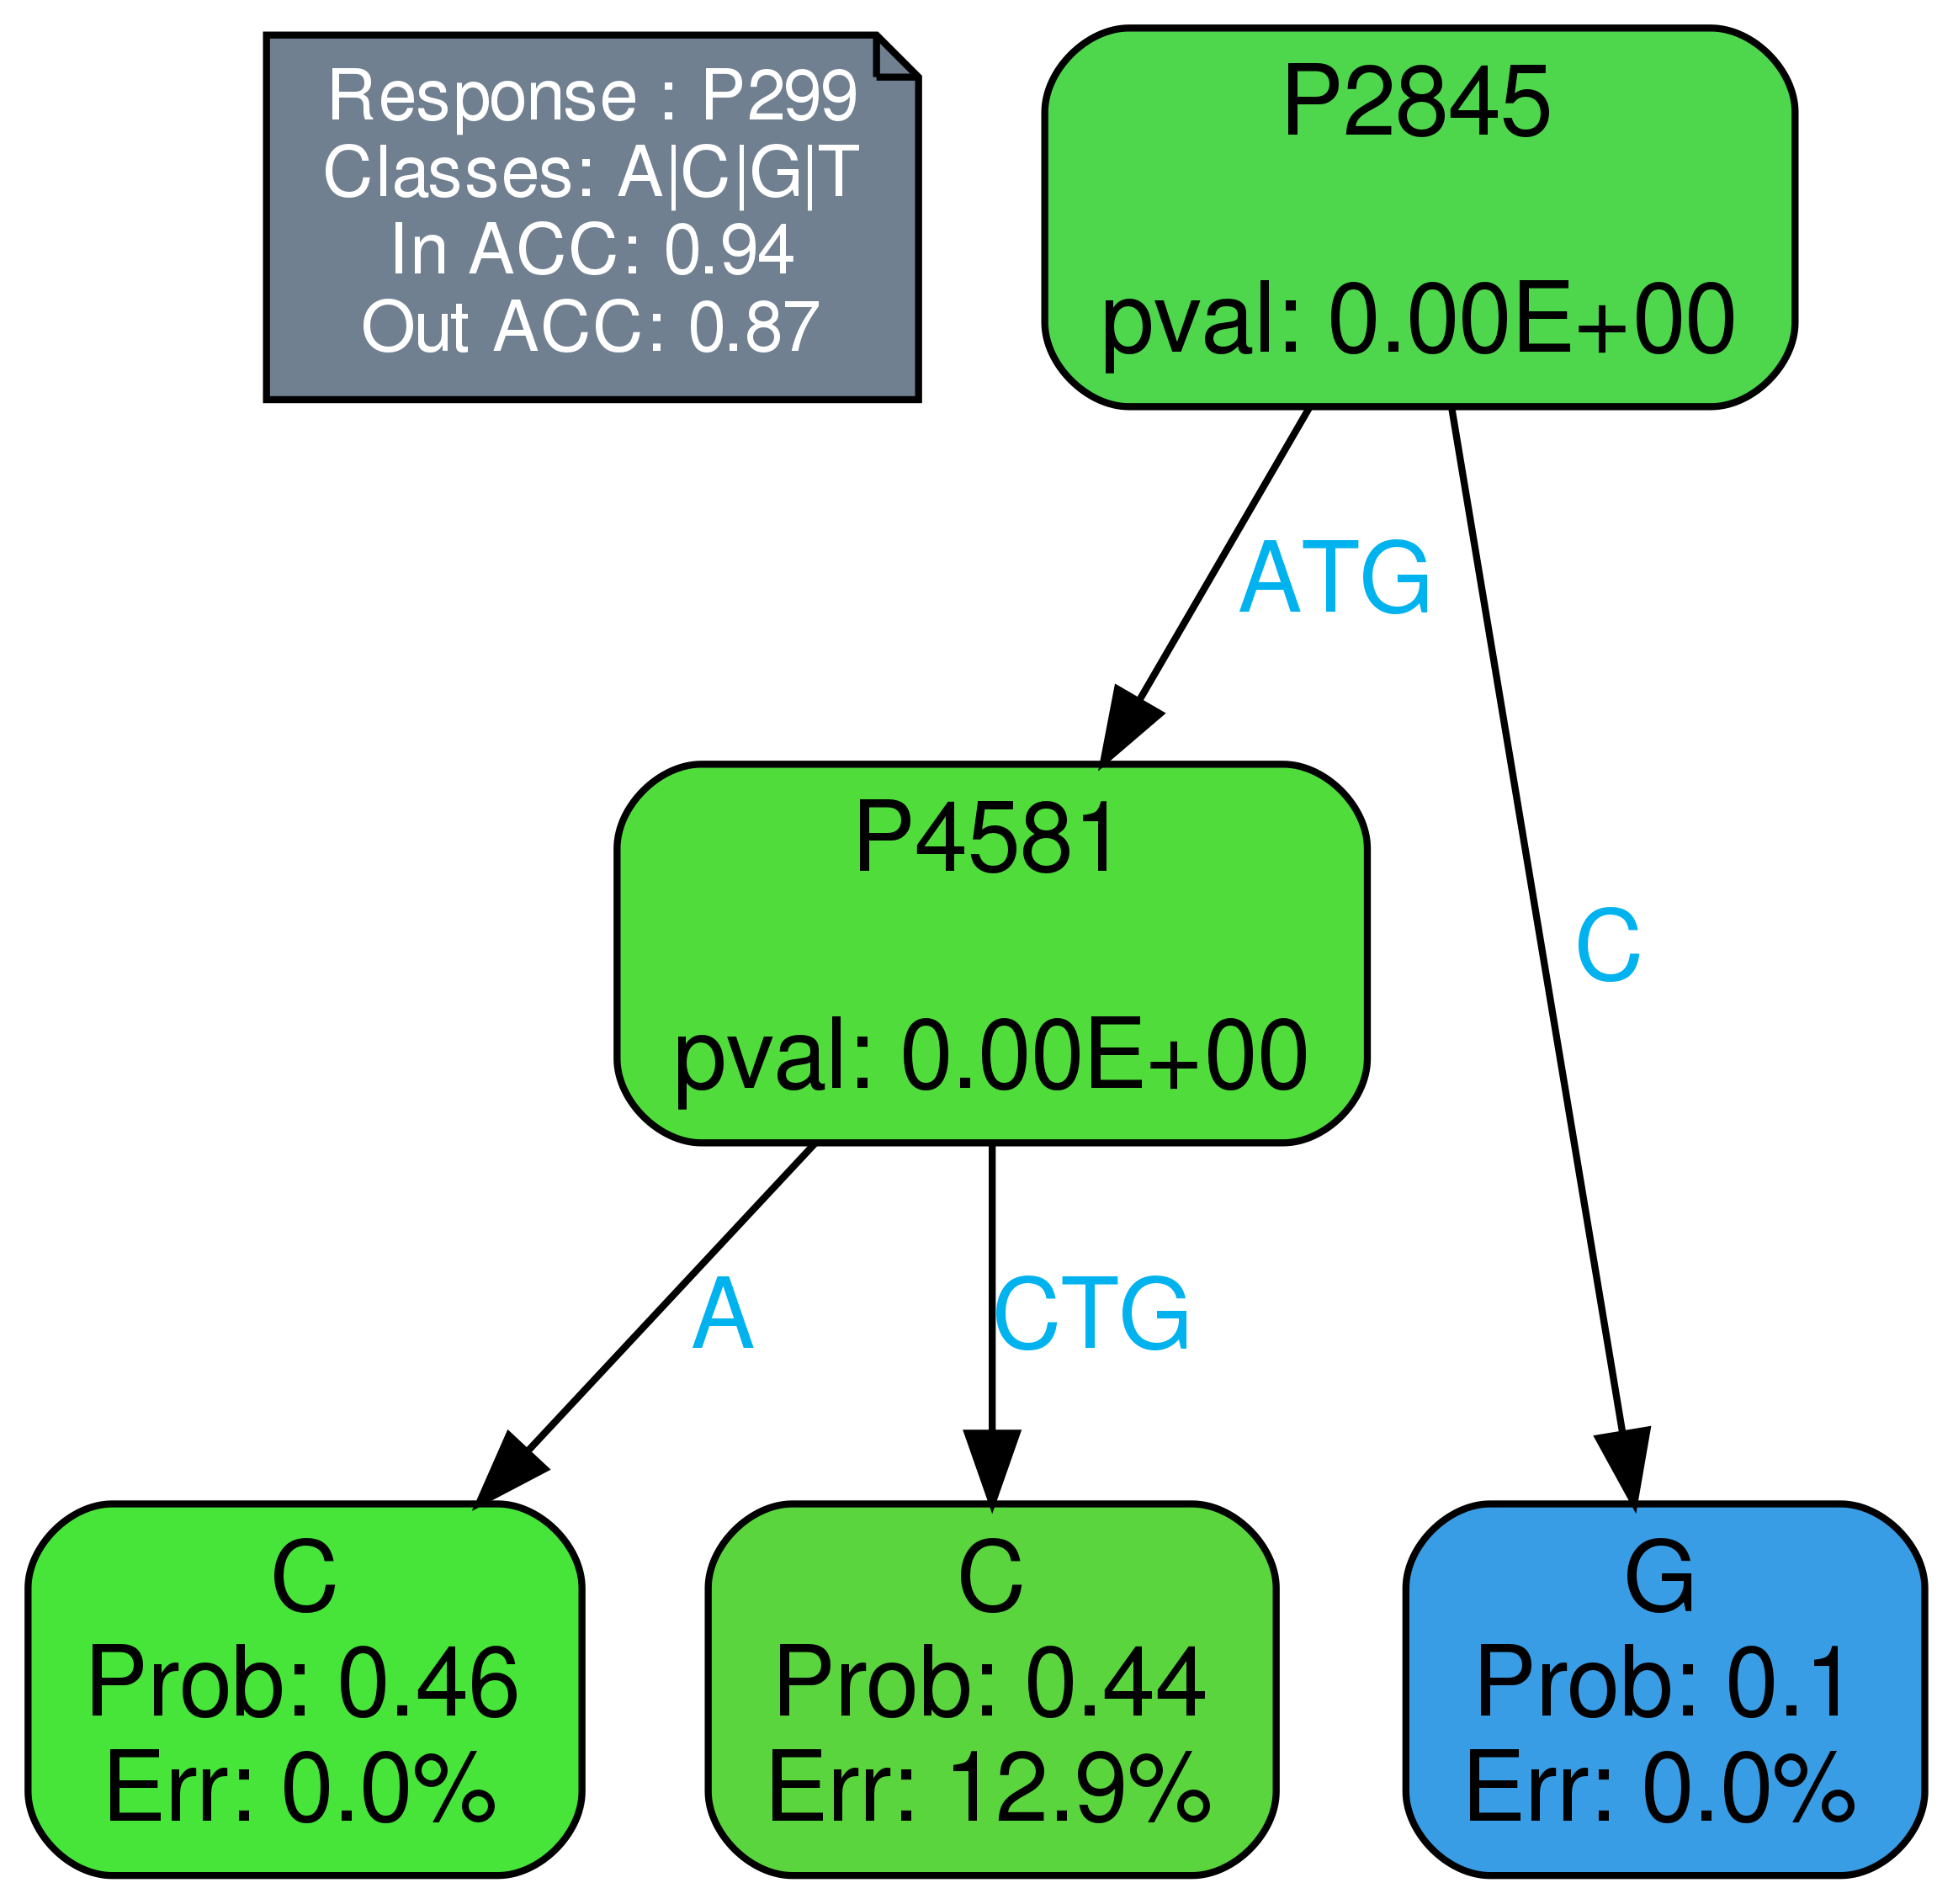 Response : P299
Classes: A|C|G|T
In ACC: 0.94
Out ACC: 0.87
P2845
pval: 0.00E+00
ATG
P4581
pval: 0.00E+00
C
A
CTG
C
Prob: 0.46
Err: 0.0%
C
Prob: 0.44
Err: 12.9%
G
Prob: 0.1
Err: 0.0%